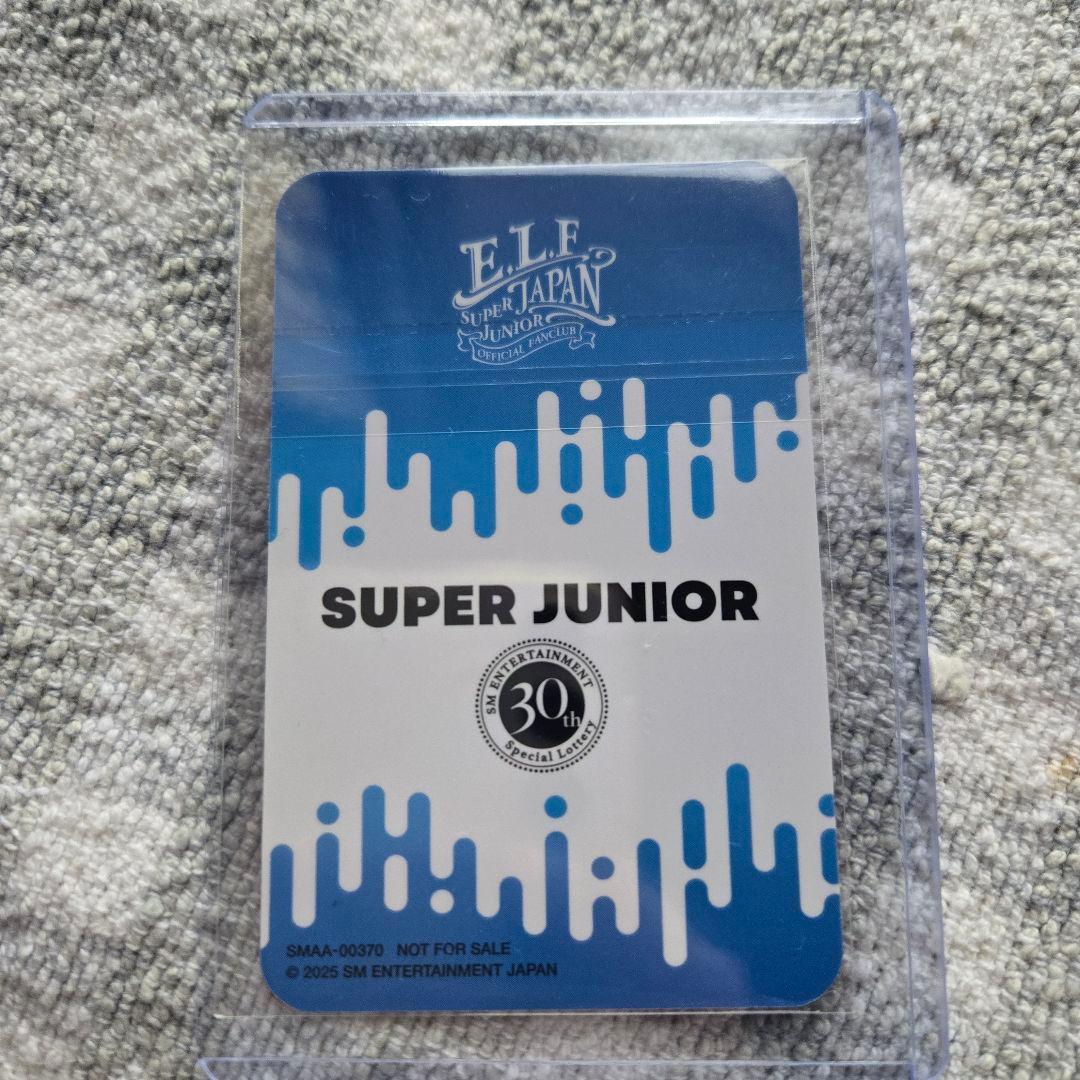 E.L.F
JAPAN
SUPER
JUNIOR
OFFICIAL FANCLUB
SUPER JUNIOR
SM ENTERTAINMENT
30th
Special Lottery
SMAA-00370 NOT FOR SALE
© 2025 SM ENTERTAINMENT JAPAN